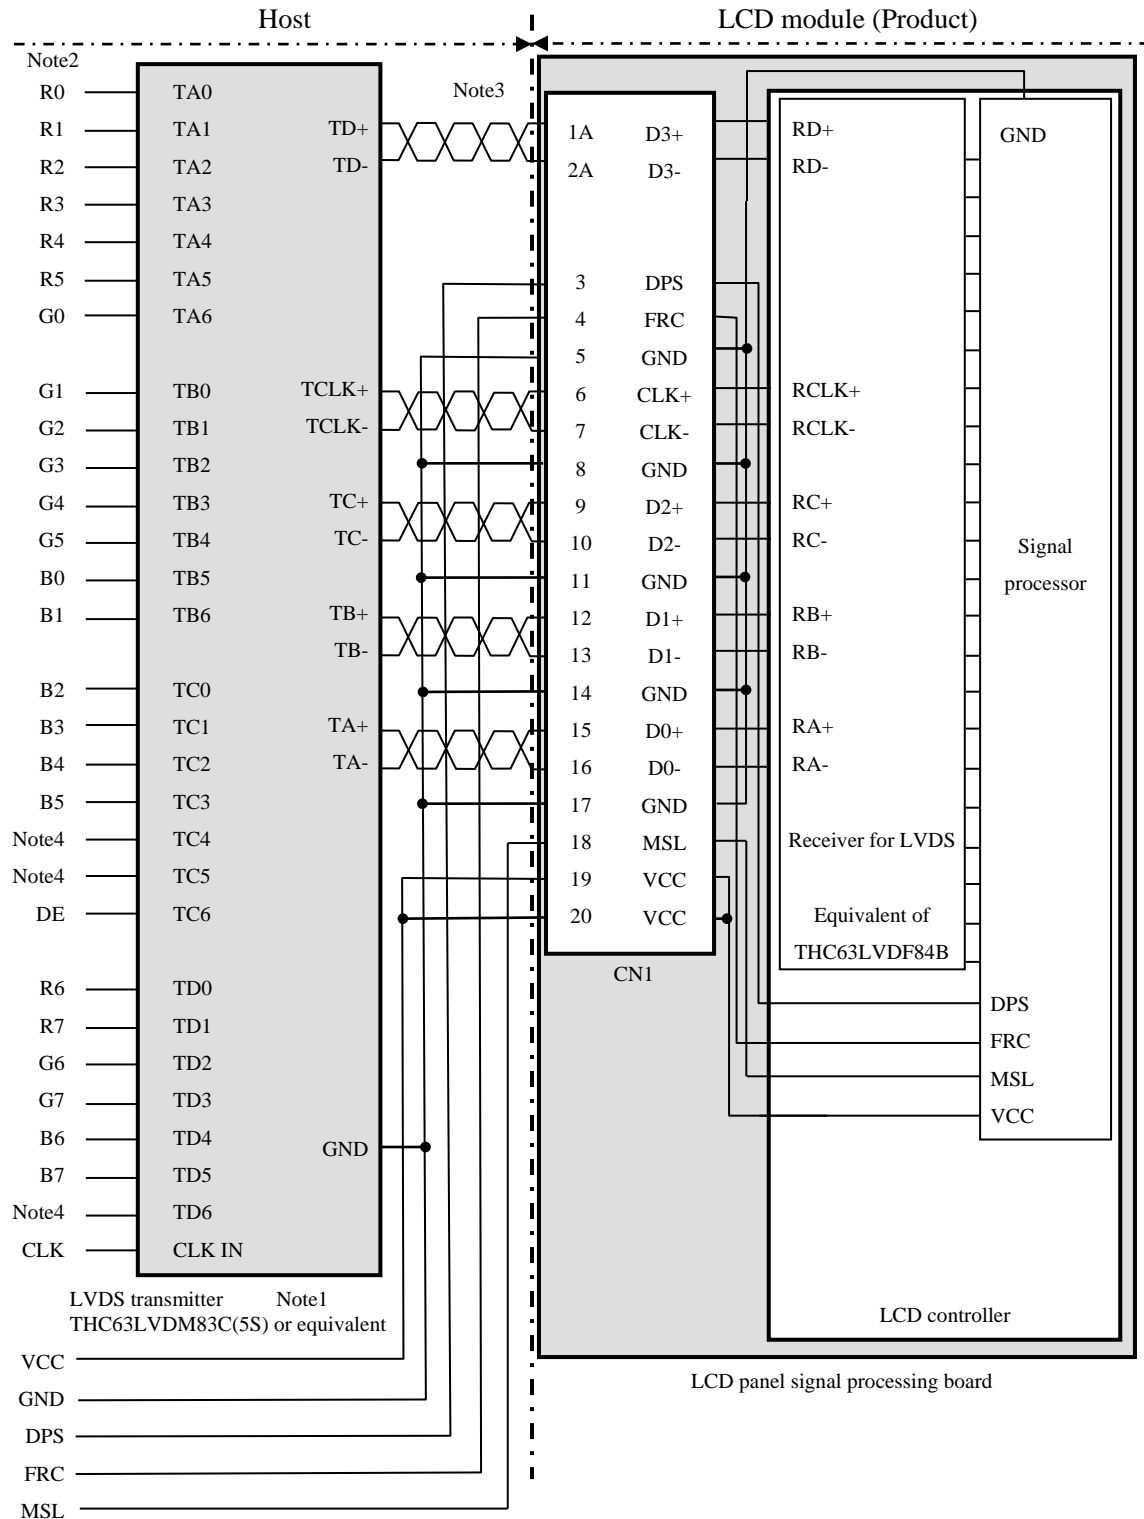 Host LCD module (Product)
Note2
Note3
R0 TA0
R1 TA1 TD+ 1A D3+ RD+ GND
R2 TA2 TD- 2A D3- RD-
R3 TA3
R4 TA4
R5 TA5 3 DPS
G0 TA6 4 FRC
5 GND
G1 TB0 TCLK+ 6 CLK+ RCLK+
G2 TB1 TCLK- 7 CLK- RCLK-
G3 TB2 8 GND
G4 TB3 TC+ 9 D2+ RC+
G5 TB4 TC- 10 D2- RC- Signal
B0 TB5 11 GND processor
B1 TB6 TB+ 12 D1+ RB+
TB- 13 D1- RB-
B2 TC0 14 GND
B3 TC1 TA+ 15 D0+ RA+
B4 TC2 TA- 16 D0- RA-
B5 TC3 17 GND
Note4 TC4 18 MSL Receiver for LVDS
Note4 TC5 19 VCC
DE TC6 20 VCC Equivalent of
THC63LVDF84B
CN1
R6 TD0 DPS
R7 TD1 FRC
G6 TD2 MSL
G7 TD3 VCC
B6 TD4 GND
B7 TD5
Note4 TD6
CLK CLK IN
LVDS transmitter Note1
THC63LVDM83C(5S) or equivalent
LCD controller
VCC
LCD panel signal processing board
GND
DPS
FRC
MSL